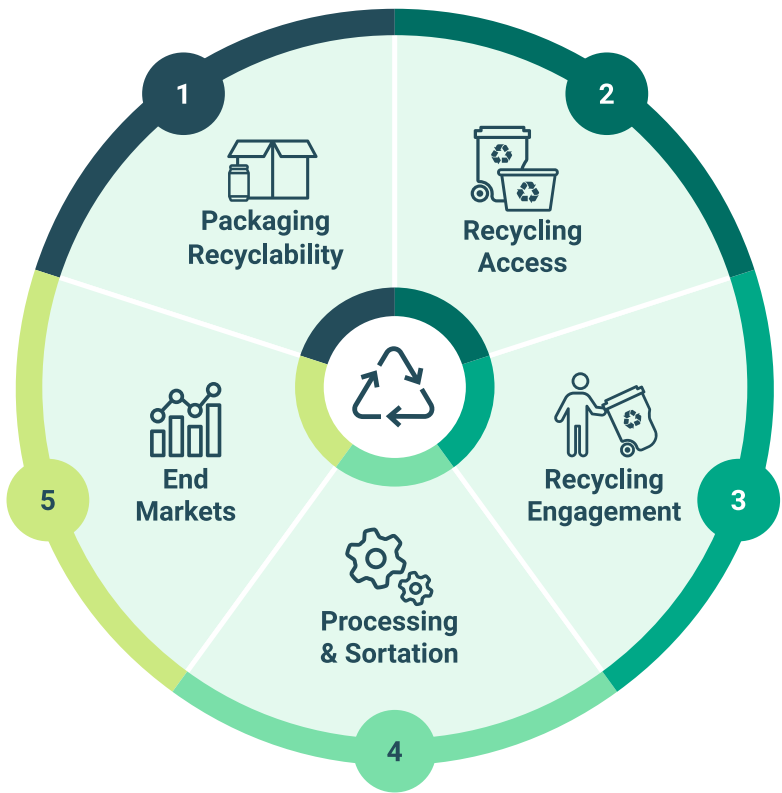 1
Packaging
Recyclability
2
Recycling
Access
3
Recycling
Engagement
4
Processing
& Sortation
5
End
Markets